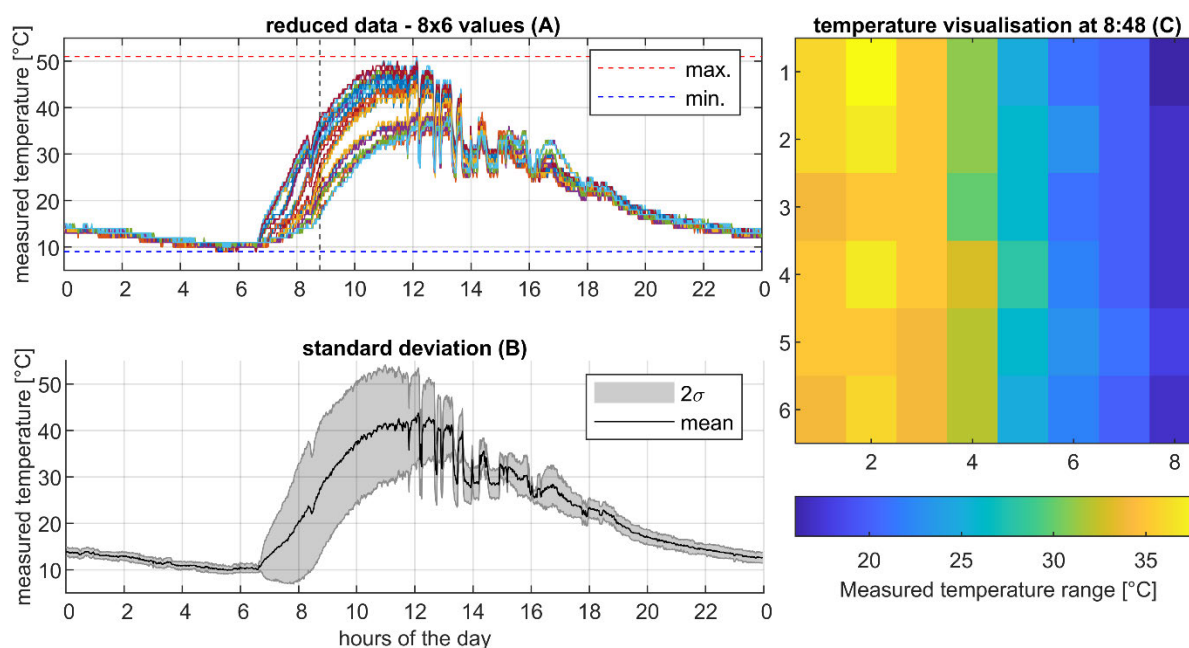 reduced data - 8x6 values (A)
measured temperature [°C]
50
40
30
20
10
max.
min.
0 2 4 6 8 10 12 14 16 18 20 22 0
standard deviation (B)
measured temperature [°C]
50
40
30
20
10
2σ
mean
0 2 4 6 8 10 12 14 16 18 20 22 0
hours of the day
temperature visualisation at 8:48 (C)
1
2
3
4
5
6
2 4 6 8
20 25 30 35
Measured temperature range [°C]